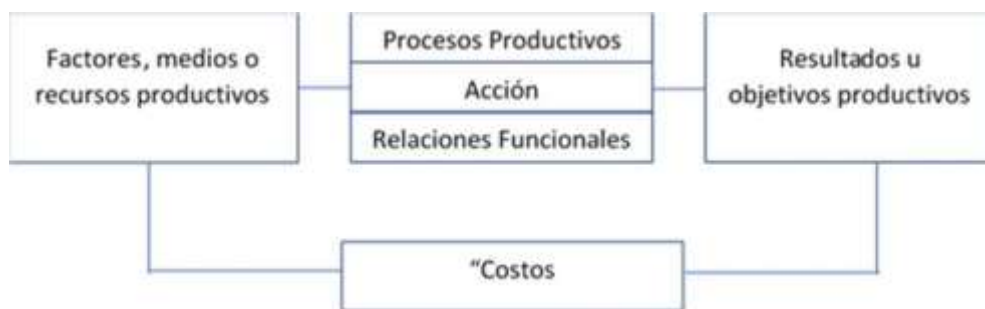 Factores, medios o
recursos productivos
Procesos Productivos
Acción
Relaciones Funcionales
Resultados u
objetivos productivos
“Costos